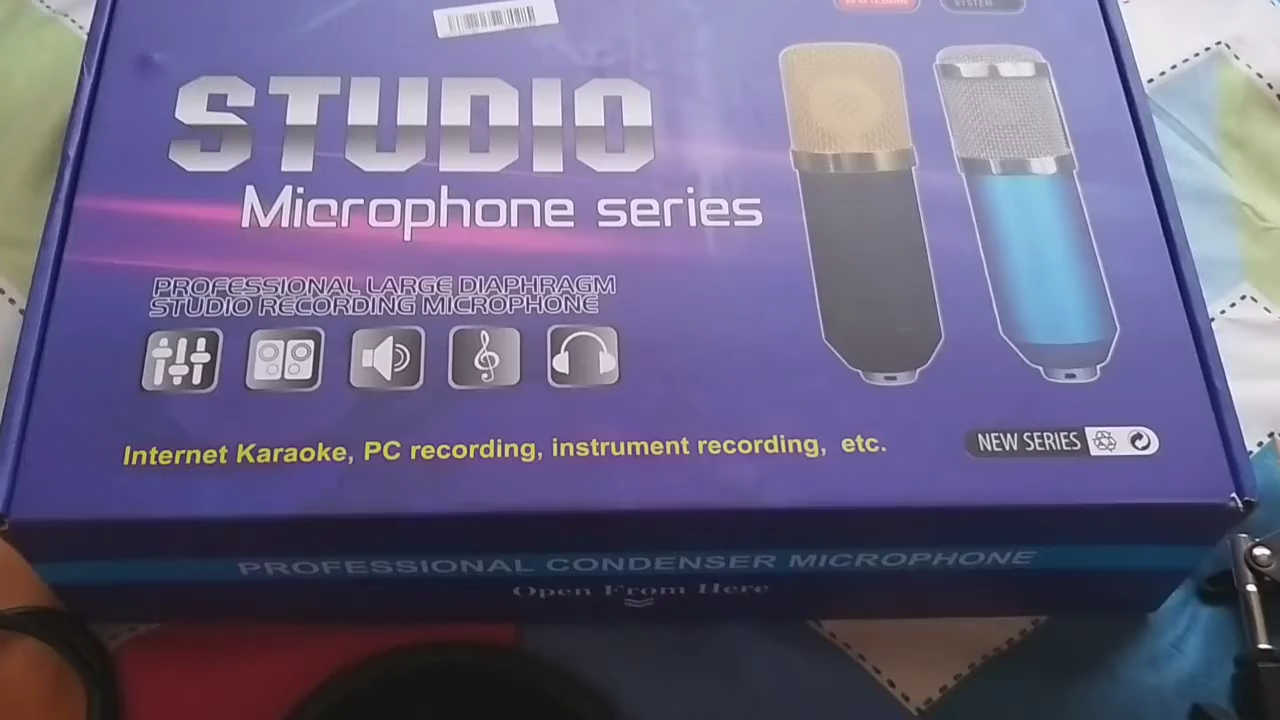 SYSTEM
STUDIO
Microphone series
PROFESSIONAL LARGE DIAPHRAGM
STUDIO RECORDING MICROPHONE
Internet Karaoke, PC recording, instrument recording, etc.
NEW SERIES
PROFESSIONAL CONDENSER MICROPHONE
Open From Here